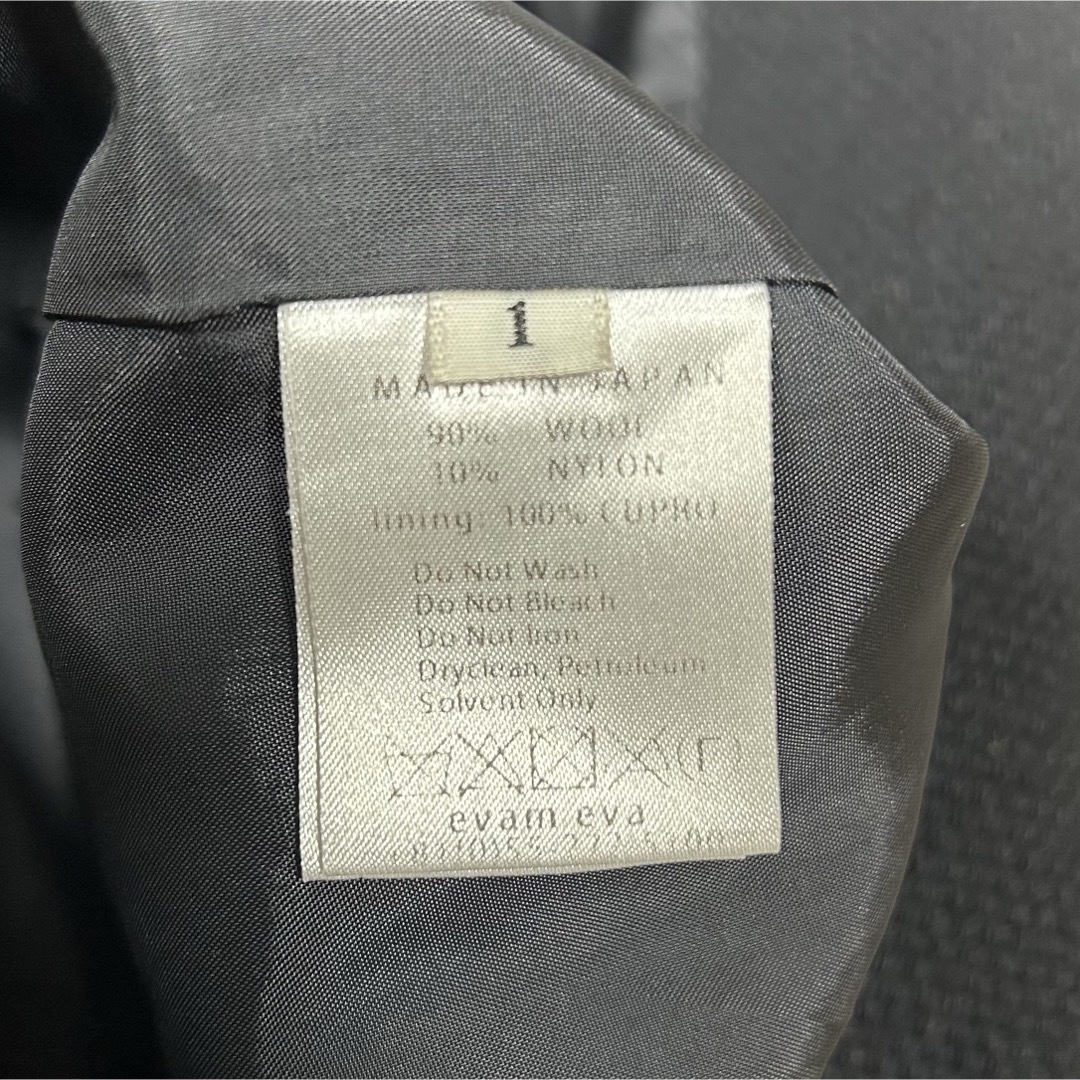 1
MADE IN JAPAN
90% WOOL
10% NYLON
lining: 100% CUPRO
Do Not Wash
Do Not Bleach
Do Not Iron
Dryclean, Petroleum
Solvent Only
evam eva